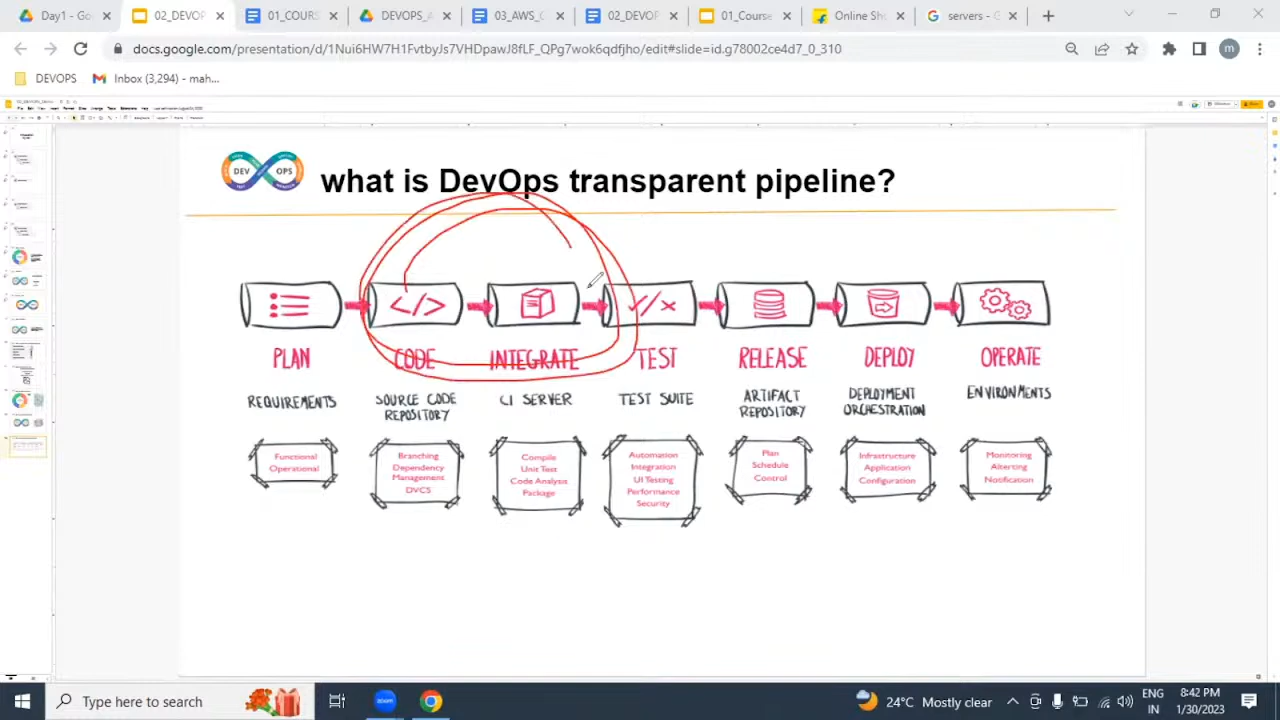 Day1 - Go
02_DEVOP
01_COURS
DEVOPS_A
03_AWS_C
02_DEVOP
01_Course
Online Sho
servers - G
docs.google.com/presentation/d/1Nui6HW7H1FvtbyJs7VHDpawJ8fLF_QPg7wok6qdfjho/edit#slide=id.g78002ce4d7_0_310
m
DEVOPS
Inbox (3,294) - mah...
DEV OPS
what is DevOps transparent pipeline?
PLAN
CODE
INTEGRATE
TEST
RELEASE
DEPLOY
OPERATE
REQUIREMENTS
SOURCE CODE
REPOSITORY
CI SERVER
TEST SUITE
ARTIFACT
REPOSITORY
DEPLOYMENT
ORCHESTRATION
ENVIRONMENTS
Functional
Operational
Branching
Dependency
Management
DVCS
Compile
Unit Test
Code Analysis
Package
Automation
Integration
UI Testing
Performance
Security
Plan
Schedule
Control
Infrastructure
Application
Configuration
Monitoring
Alterting
Notification
Type here to search
zoom
24°C Mostly clear
ENG
IN
8:42 PM
1/30/2023